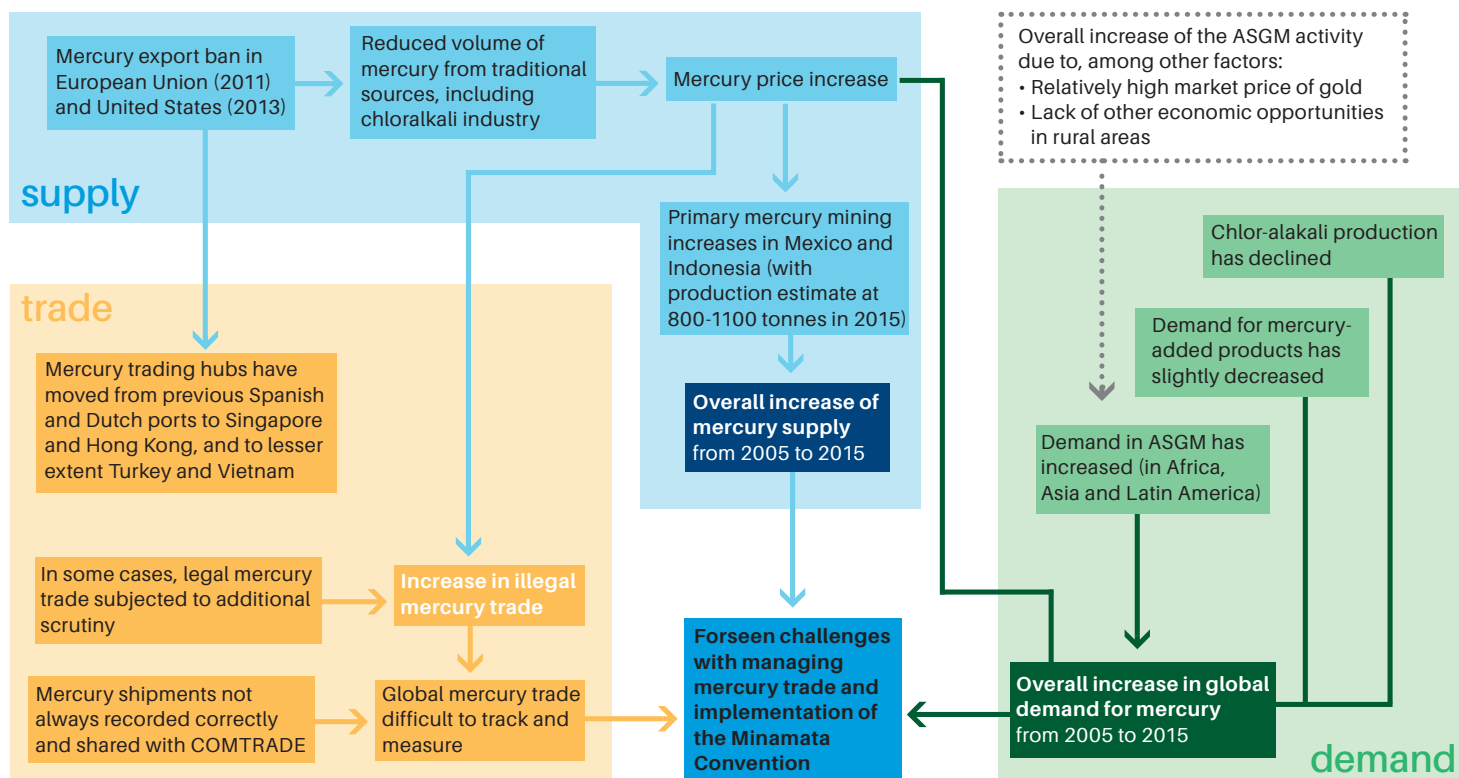 Mercury export ban in
European Union (2011)
and United States (2013)
Reduced volume of
mercury from traditional
sources, including
chloralkali industry
Mercury price increase
Overall increase of the ASGM activity
due to, among other factors:
• Relatively high market price of gold
• Lack of other economic opportunities
in rural areas
supply
Primary mercury mining
increases in Mexico and
Indonesia (with
production estimate at
800-1100 tonnes in 2015)
Chlor-alakali production
has declined
trade
Demand for mercury-
added products has
slightly decreased
Mercury trading hubs have
moved from previous Spanish
and Dutch ports to Singapore
and Hong Kong, and to lesser
extent Turkey and Vietnam
Overall increase of
mercury supply
from 2005 to 2015
Demand in ASGM has
increased (in Africa,
Asia and Latin America)
In some cases, legal mercury
trade subjected to additional
scrutiny
Increase in illegal
mercury trade
Forseen challenges
with managing
mercury trade and
implementation of
the Minamata
Convention
Mercury shipments not
always recorded correctly
and shared with COMTRADE
Global mercury trade
difficult to track and
measure
Overall increase in global
demand for mercury
from 2005 to 2015
demand